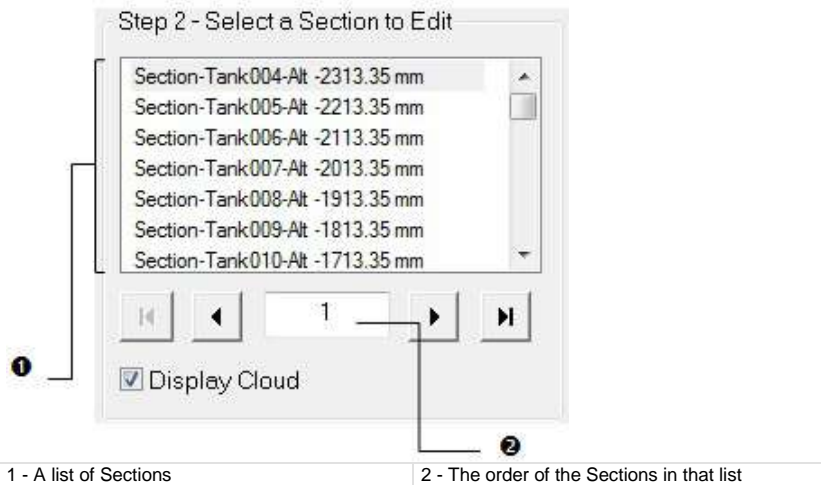 Step 2 - Select a Section to Edit
Section-Tank004-Alt -2313.35 mm
Section-Tank005-Alt -2213.35 mm
Section-Tank006-Alt -2113.35 mm
Section-Tank007-Alt -2013.35 mm
Section-Tank008-Alt -1913.35 mm
Section-Tank009-Alt -1813.35 mm
Section-Tank010-Alt -1713.35 mm
1
❶
Display Cloud
❷
1 - A list of Sections
2 - The order of the Sections in that list